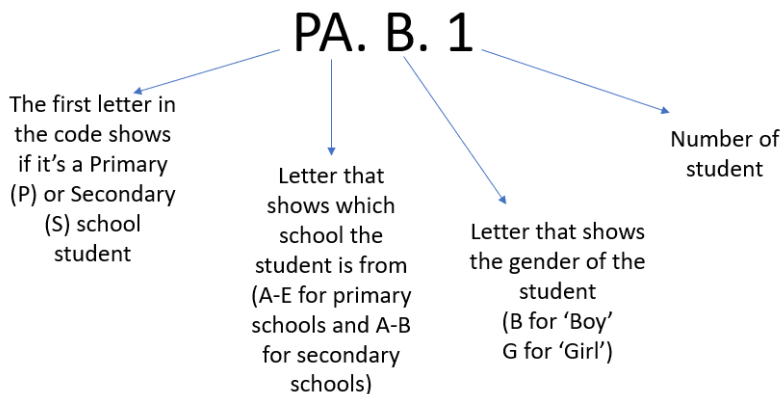 PA. B. 1
The first letter in
the code shows
if it’s a Primary
(P) or Secondary
(S) school
student
Letter that
shows which
school the
student is from
(A-E for primary
schools and A-B
for secondary
schools)
Letter that shows
the gender of the
student
(B for ‘Boy’
G for ‘Girl’)
Number of
student